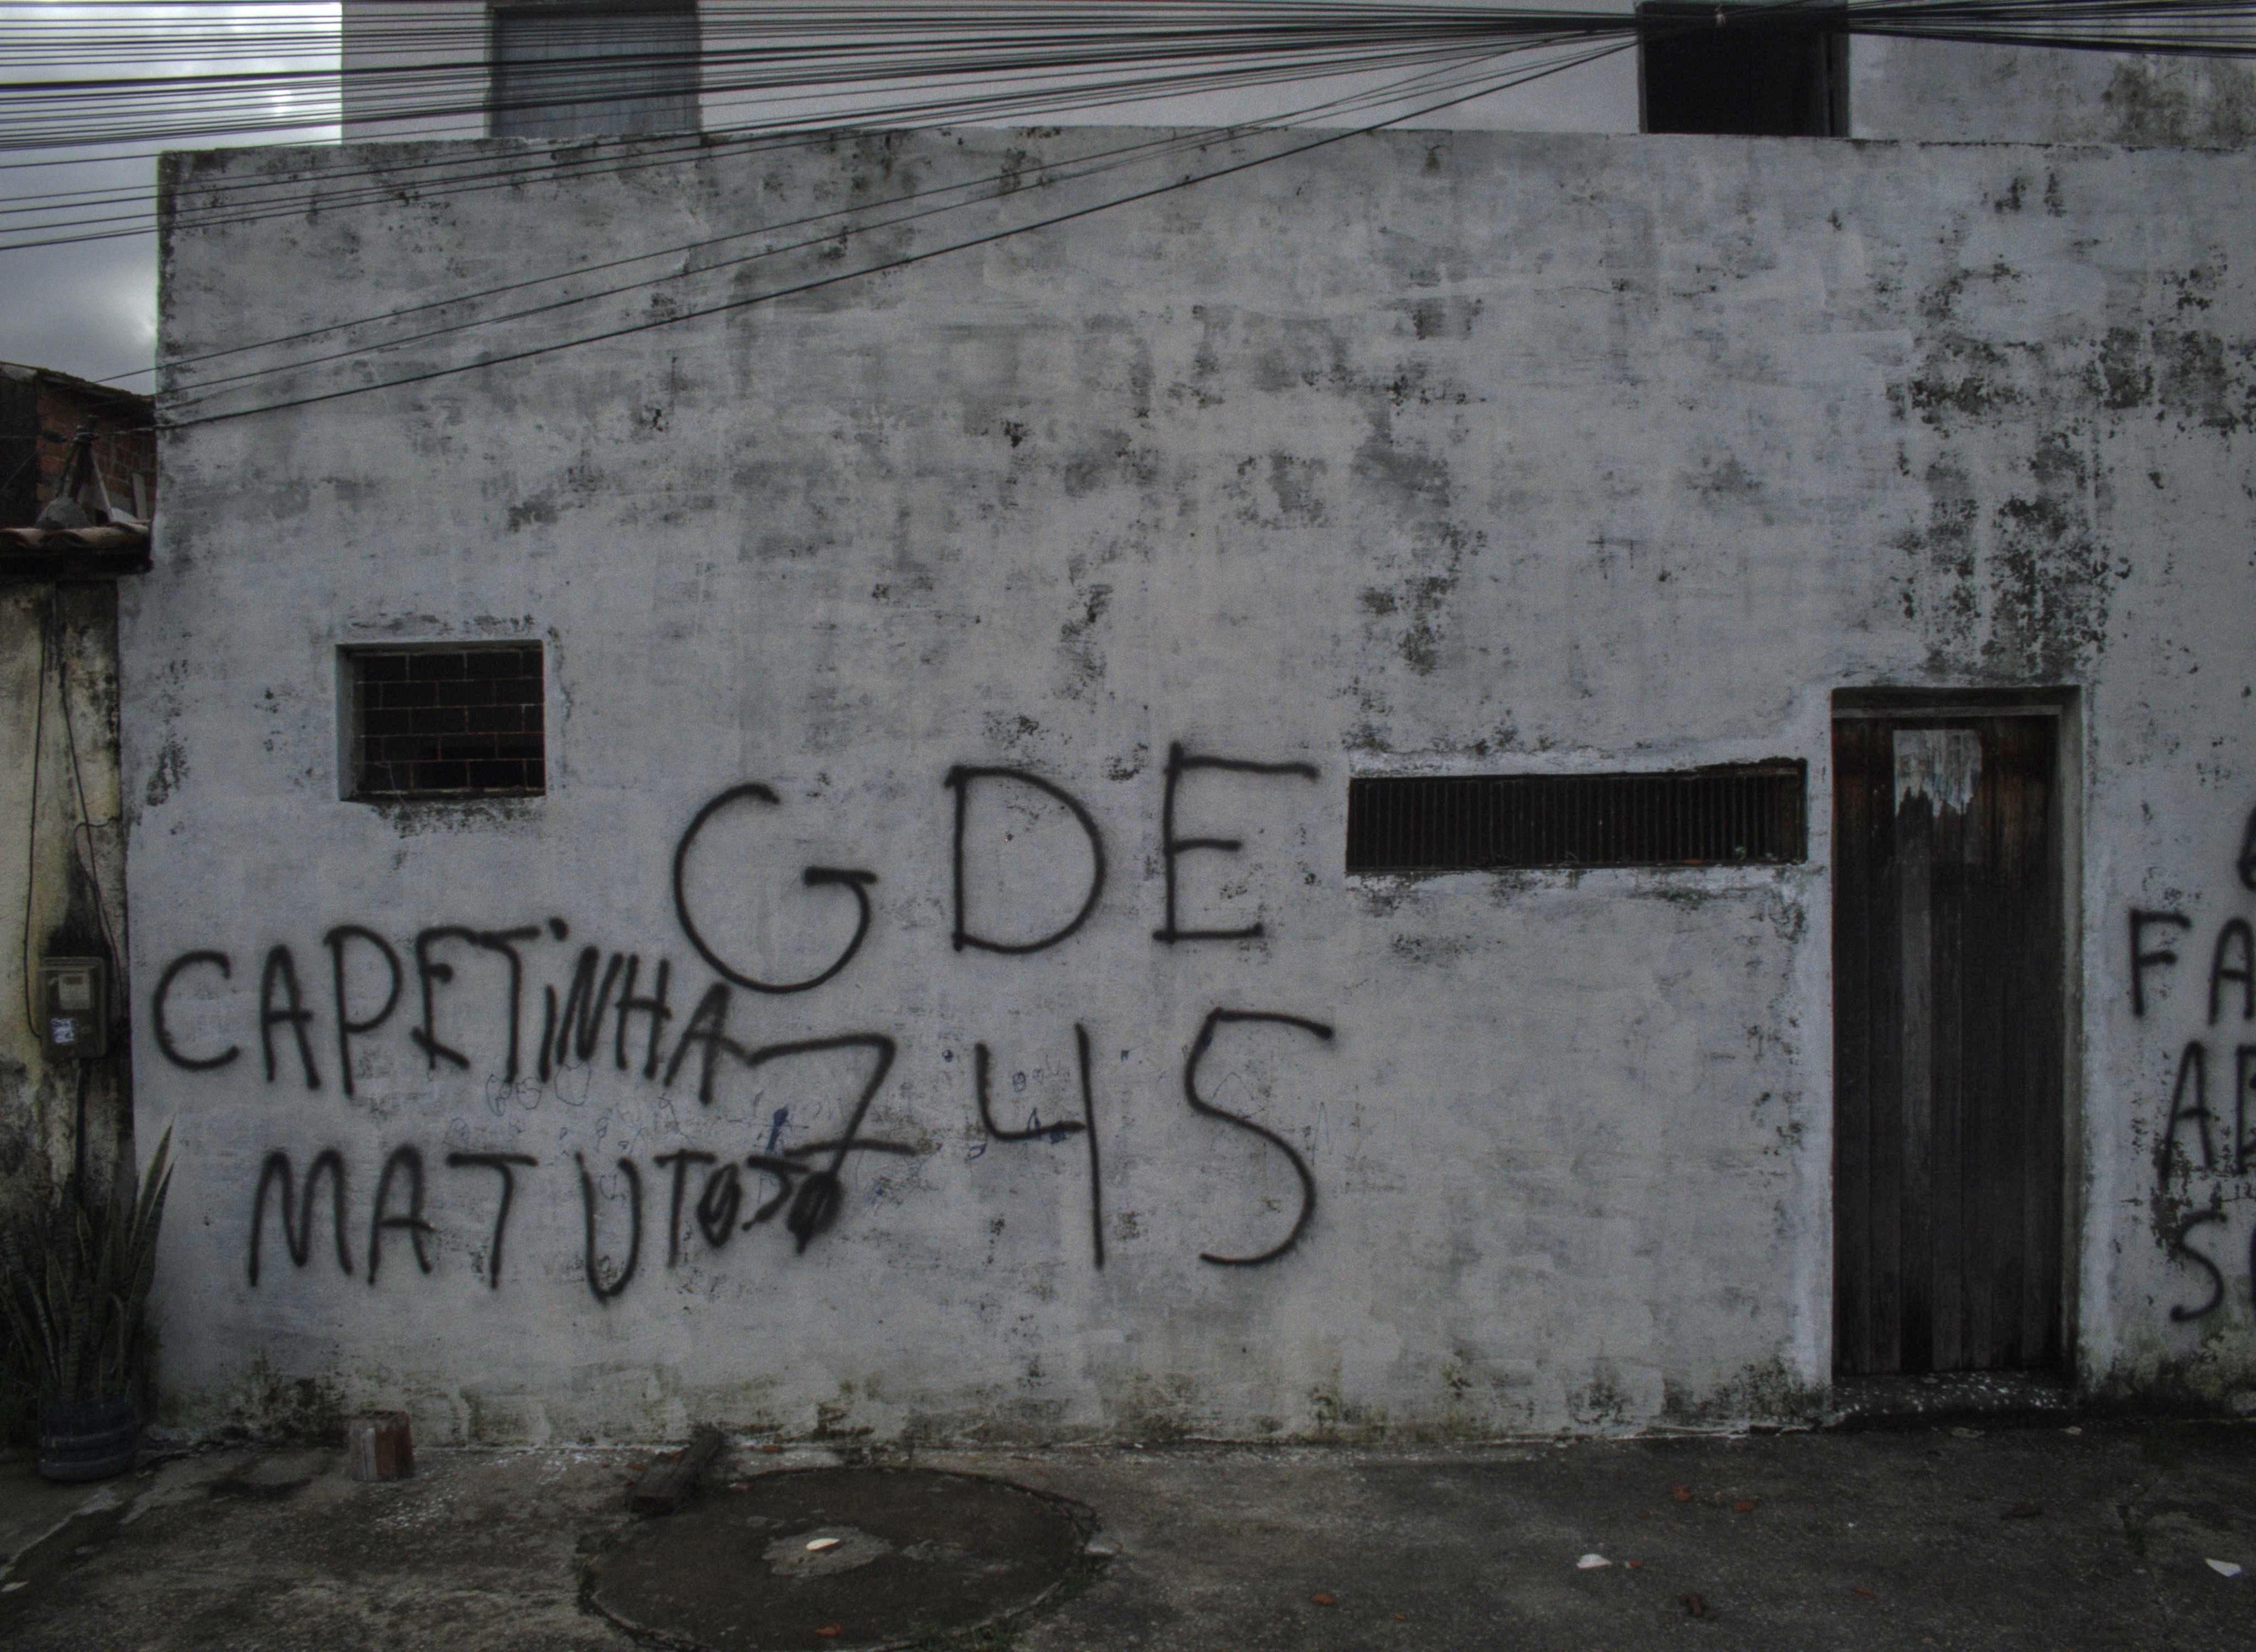 GDE
CAPETiNHA
745
MATUTO
FA
A
S